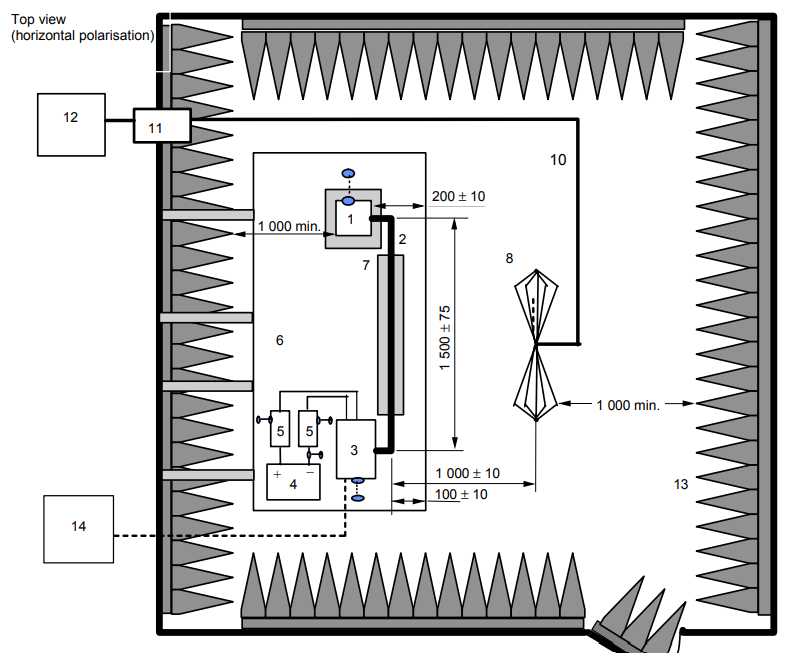 Top view
(horizontal polarisation)
12
11
10
200 ± 10
1
1 000 min.
2
7
8
1 500 ± 75
6
1 000 min.
5
5
3
+
−
4
1 000 ± 10
13
100 ± 10
14